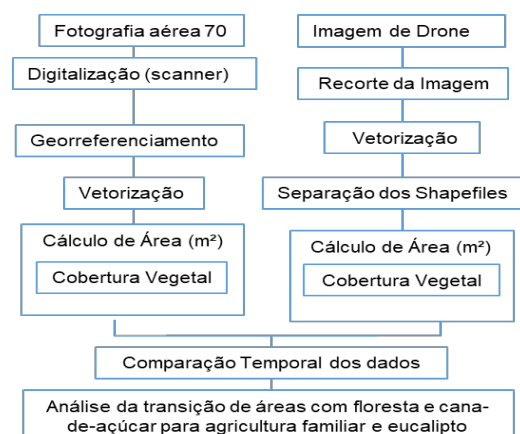 Fotografia aérea 70
Digitalização (scanner)
Georreferenciamento
Vetorização
Cálculo de Área (m²)
Cobertura Vegetal
Imagem de Drone
Recorte da Imagem
Vetorização
Separação dos Shapefiles
Cálculo de Área (m²)
Cobertura Vegetal
Comparação Temporal dos dados
Análise da transição de áreas com floresta e cana-
de-açúcar para agricultura familiar e eucalipto